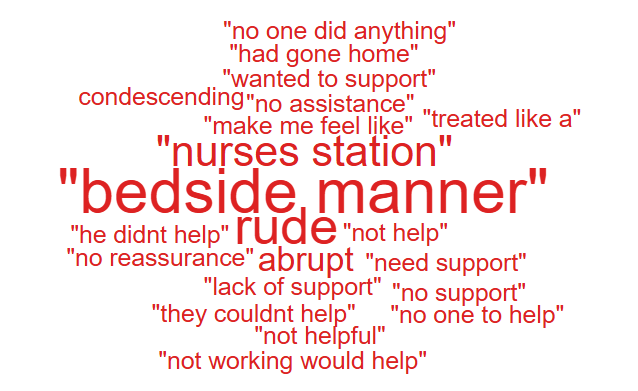 "no one did anything"
"had gone home"
"wanted to support"
condescending "no assistance"
"make me feel like" "treated like a"
"nurses station"
"bedside manner"
"he didnt help" rude "not help"
"no reassurance" abrupt "need support"
"lack of support" "no support"
"they couldnt help" "no one to help"
"not helpful"
"not working would help"